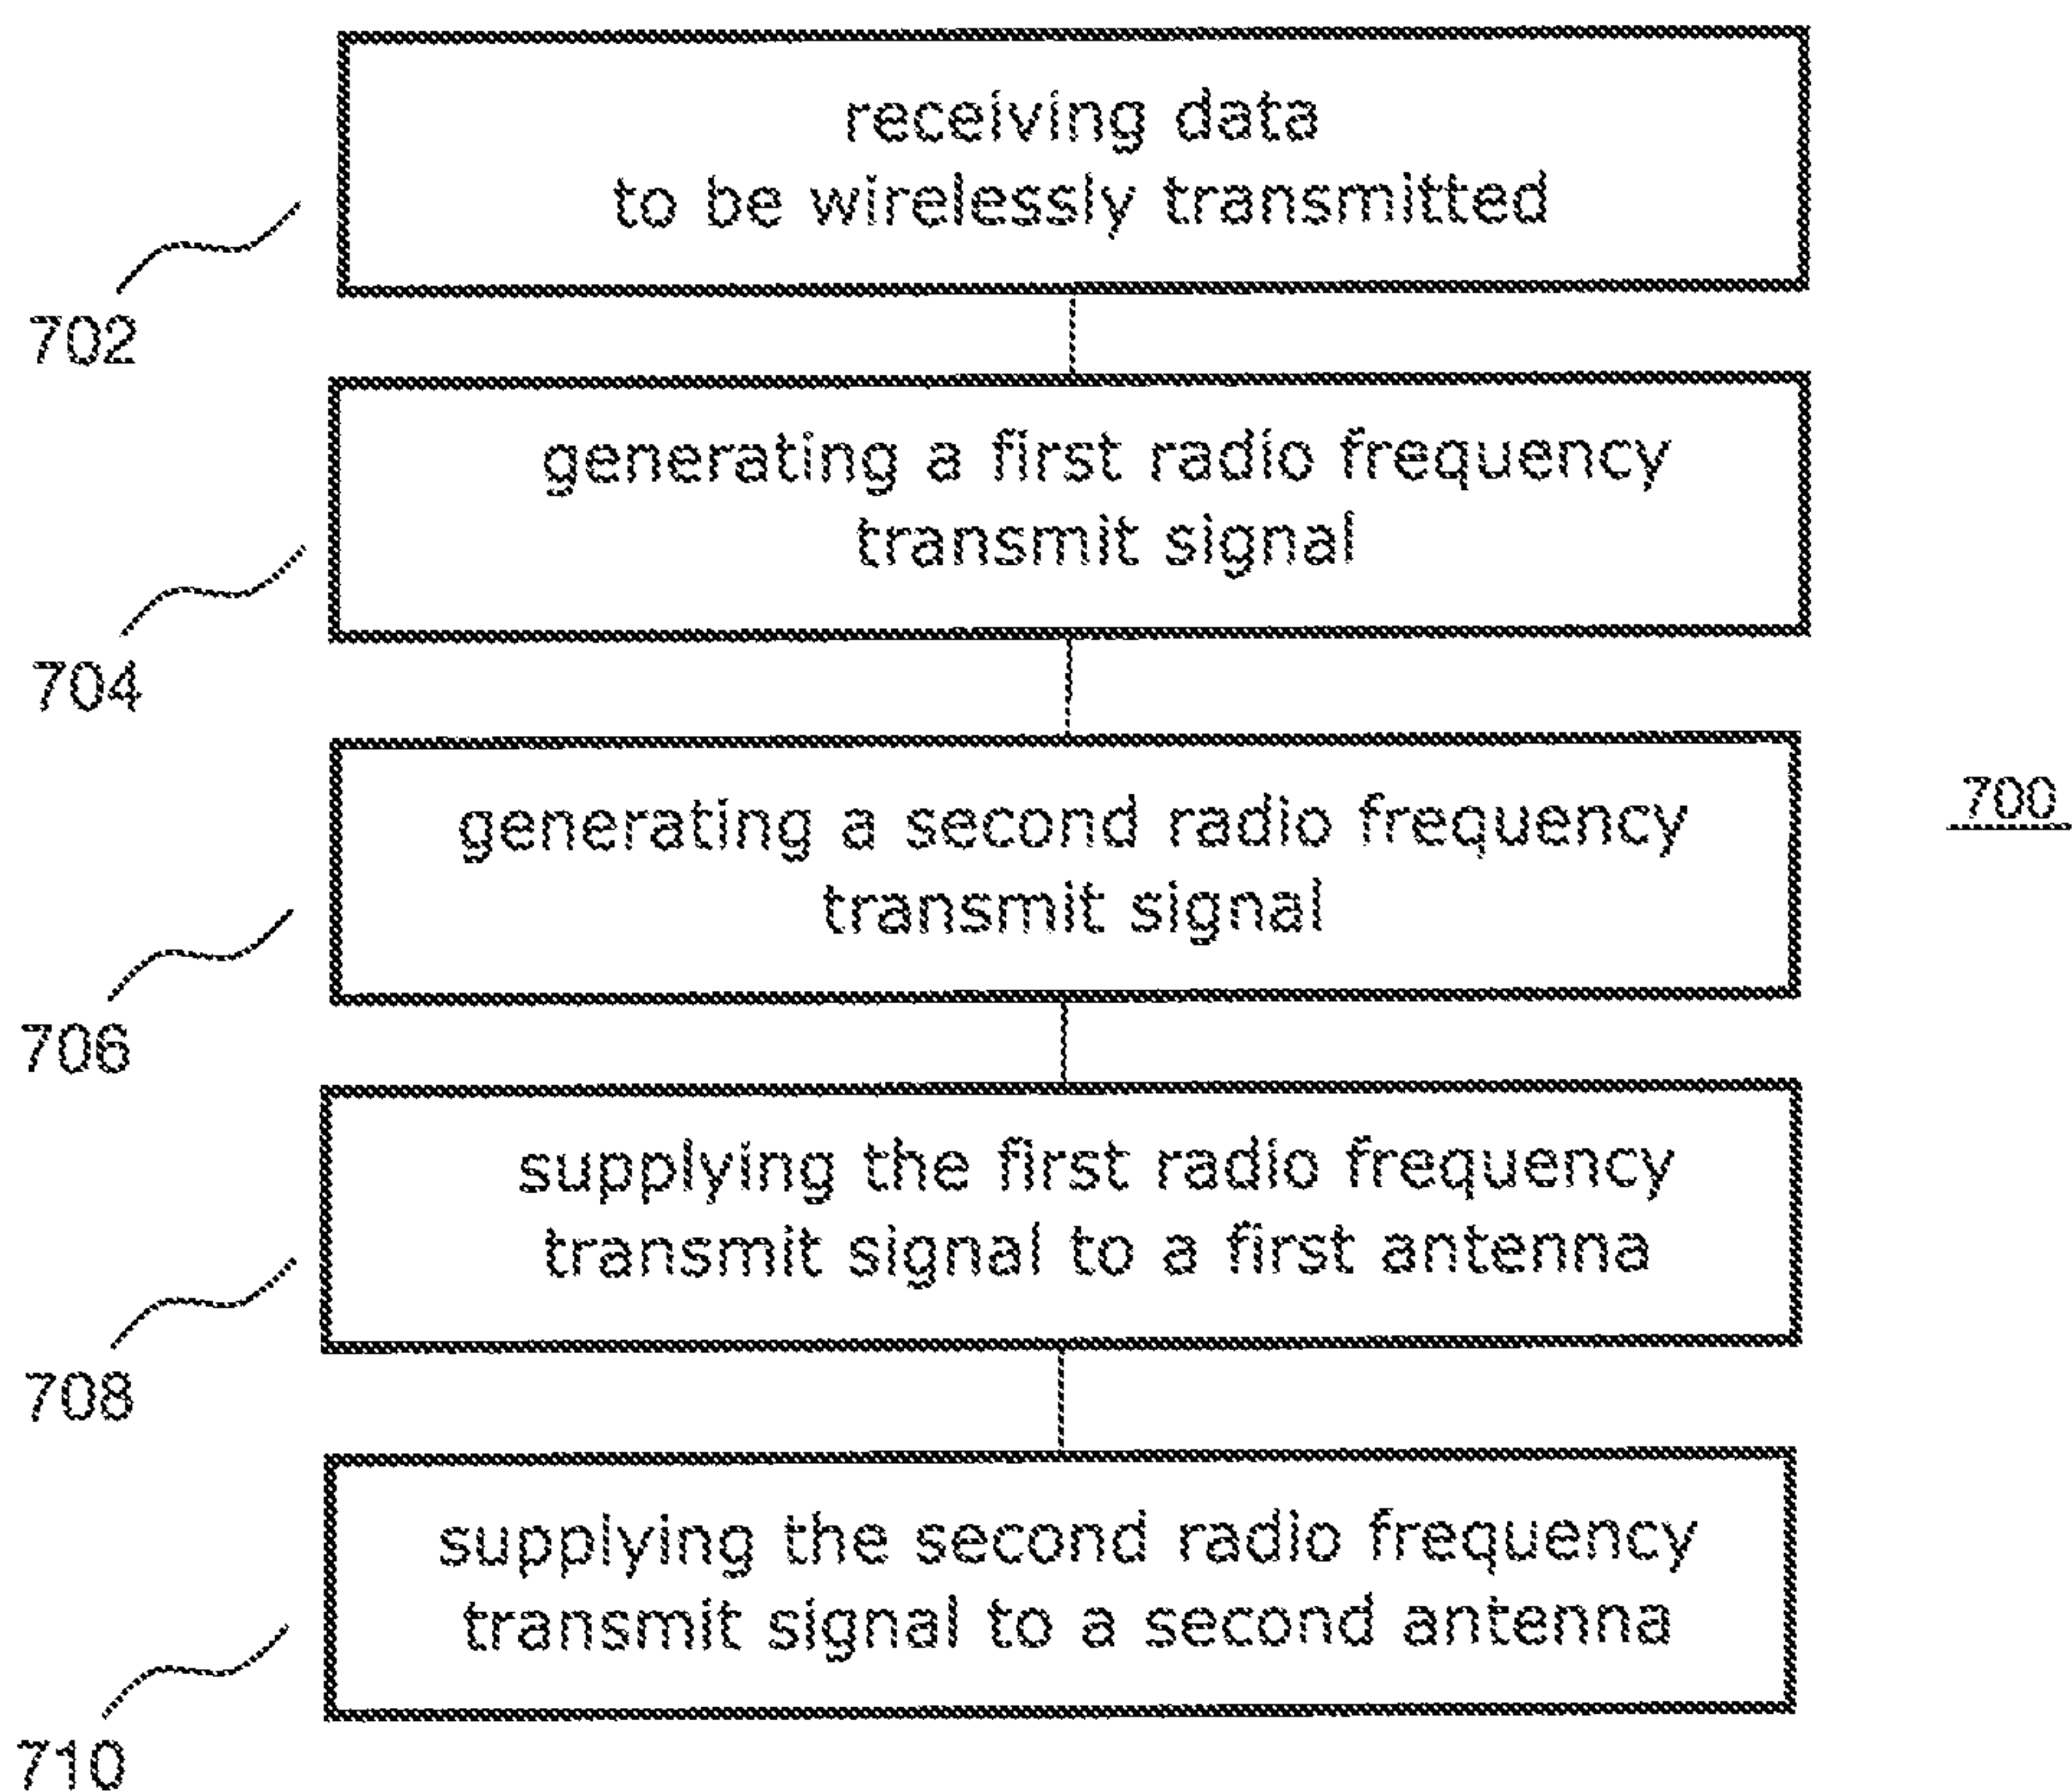 receiving data
to be wirelessly transmitted
702
generating a first radio frequency
transmit signal
704
generating a second radio frequency
transmit signal
700
706
supplying the first radio frequency
transmit signal to a first antenna
708
supplying the second radio frequency
transmit signal to a second antenna
710